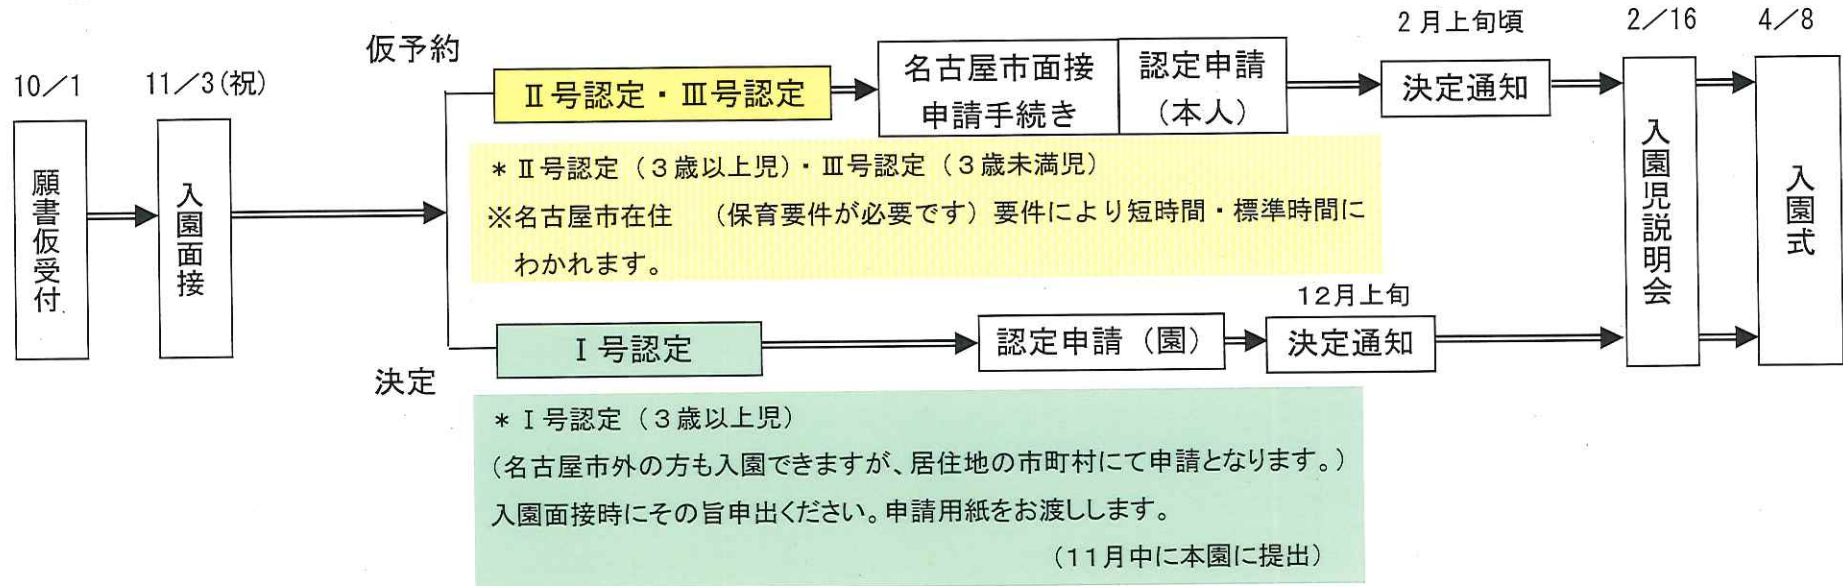 10／1
願書仮受付
11／3(祝)
入園面接
仮予約
Ⅱ号認定・Ⅲ号認定
名古屋市面接
申請手続き
認定申請
（本人）
2月上旬頃
決定通知
＊Ⅱ号認定（3歳以上児）・Ⅲ号認定（3歳未満児）
※名古屋市在住　（保育要件が必要です）要件により短時間・標準時間に
わかれます。
決定
Ⅰ号認定
認定申請（園）
12月上旬
決定通知
＊Ⅰ号認定（3歳以上児）
（名古屋市外の方も入園できますが、居住地の市町村にて申請となります。）
入園面接時にその旨申出ください。申請用紙をお渡しします。
（11月中に本園に提出）
2／16
入園児説明会
4／8
入園式